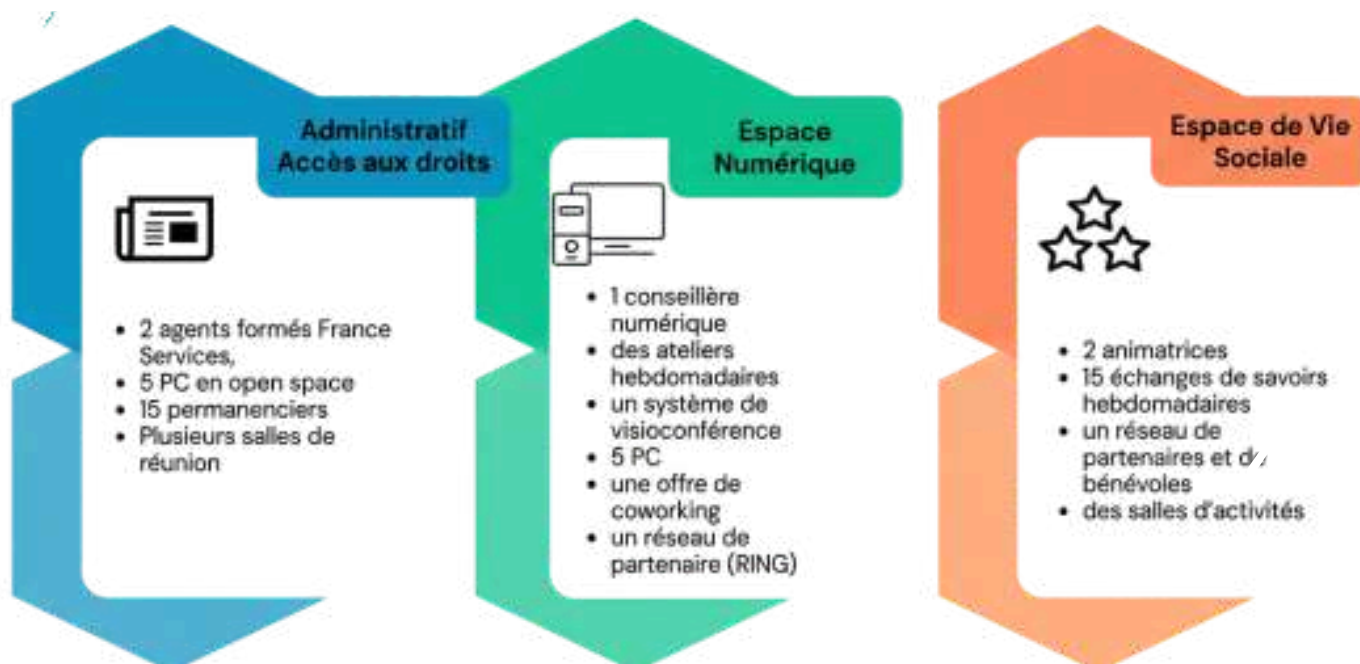 Administratif
Accès aux droits
• 2 agents formés France
Services,
• 5 PC en open space
• 15 permanenciers
• Plusieurs salles de
réunion
Espace
Numérique
• 1 conseillère
numérique
• des ateliers
hebdomadaires
• un système de
visioconférence
• 5 PC
• une offre de
coworking
• un réseau de
partenaire (RING)
Espace de Vie
Sociale
• 2 animatrices
• 15 échanges de savoirs
hebdomadaires
• un réseau de
partenaires et
bénévoles
• des salles d'activités